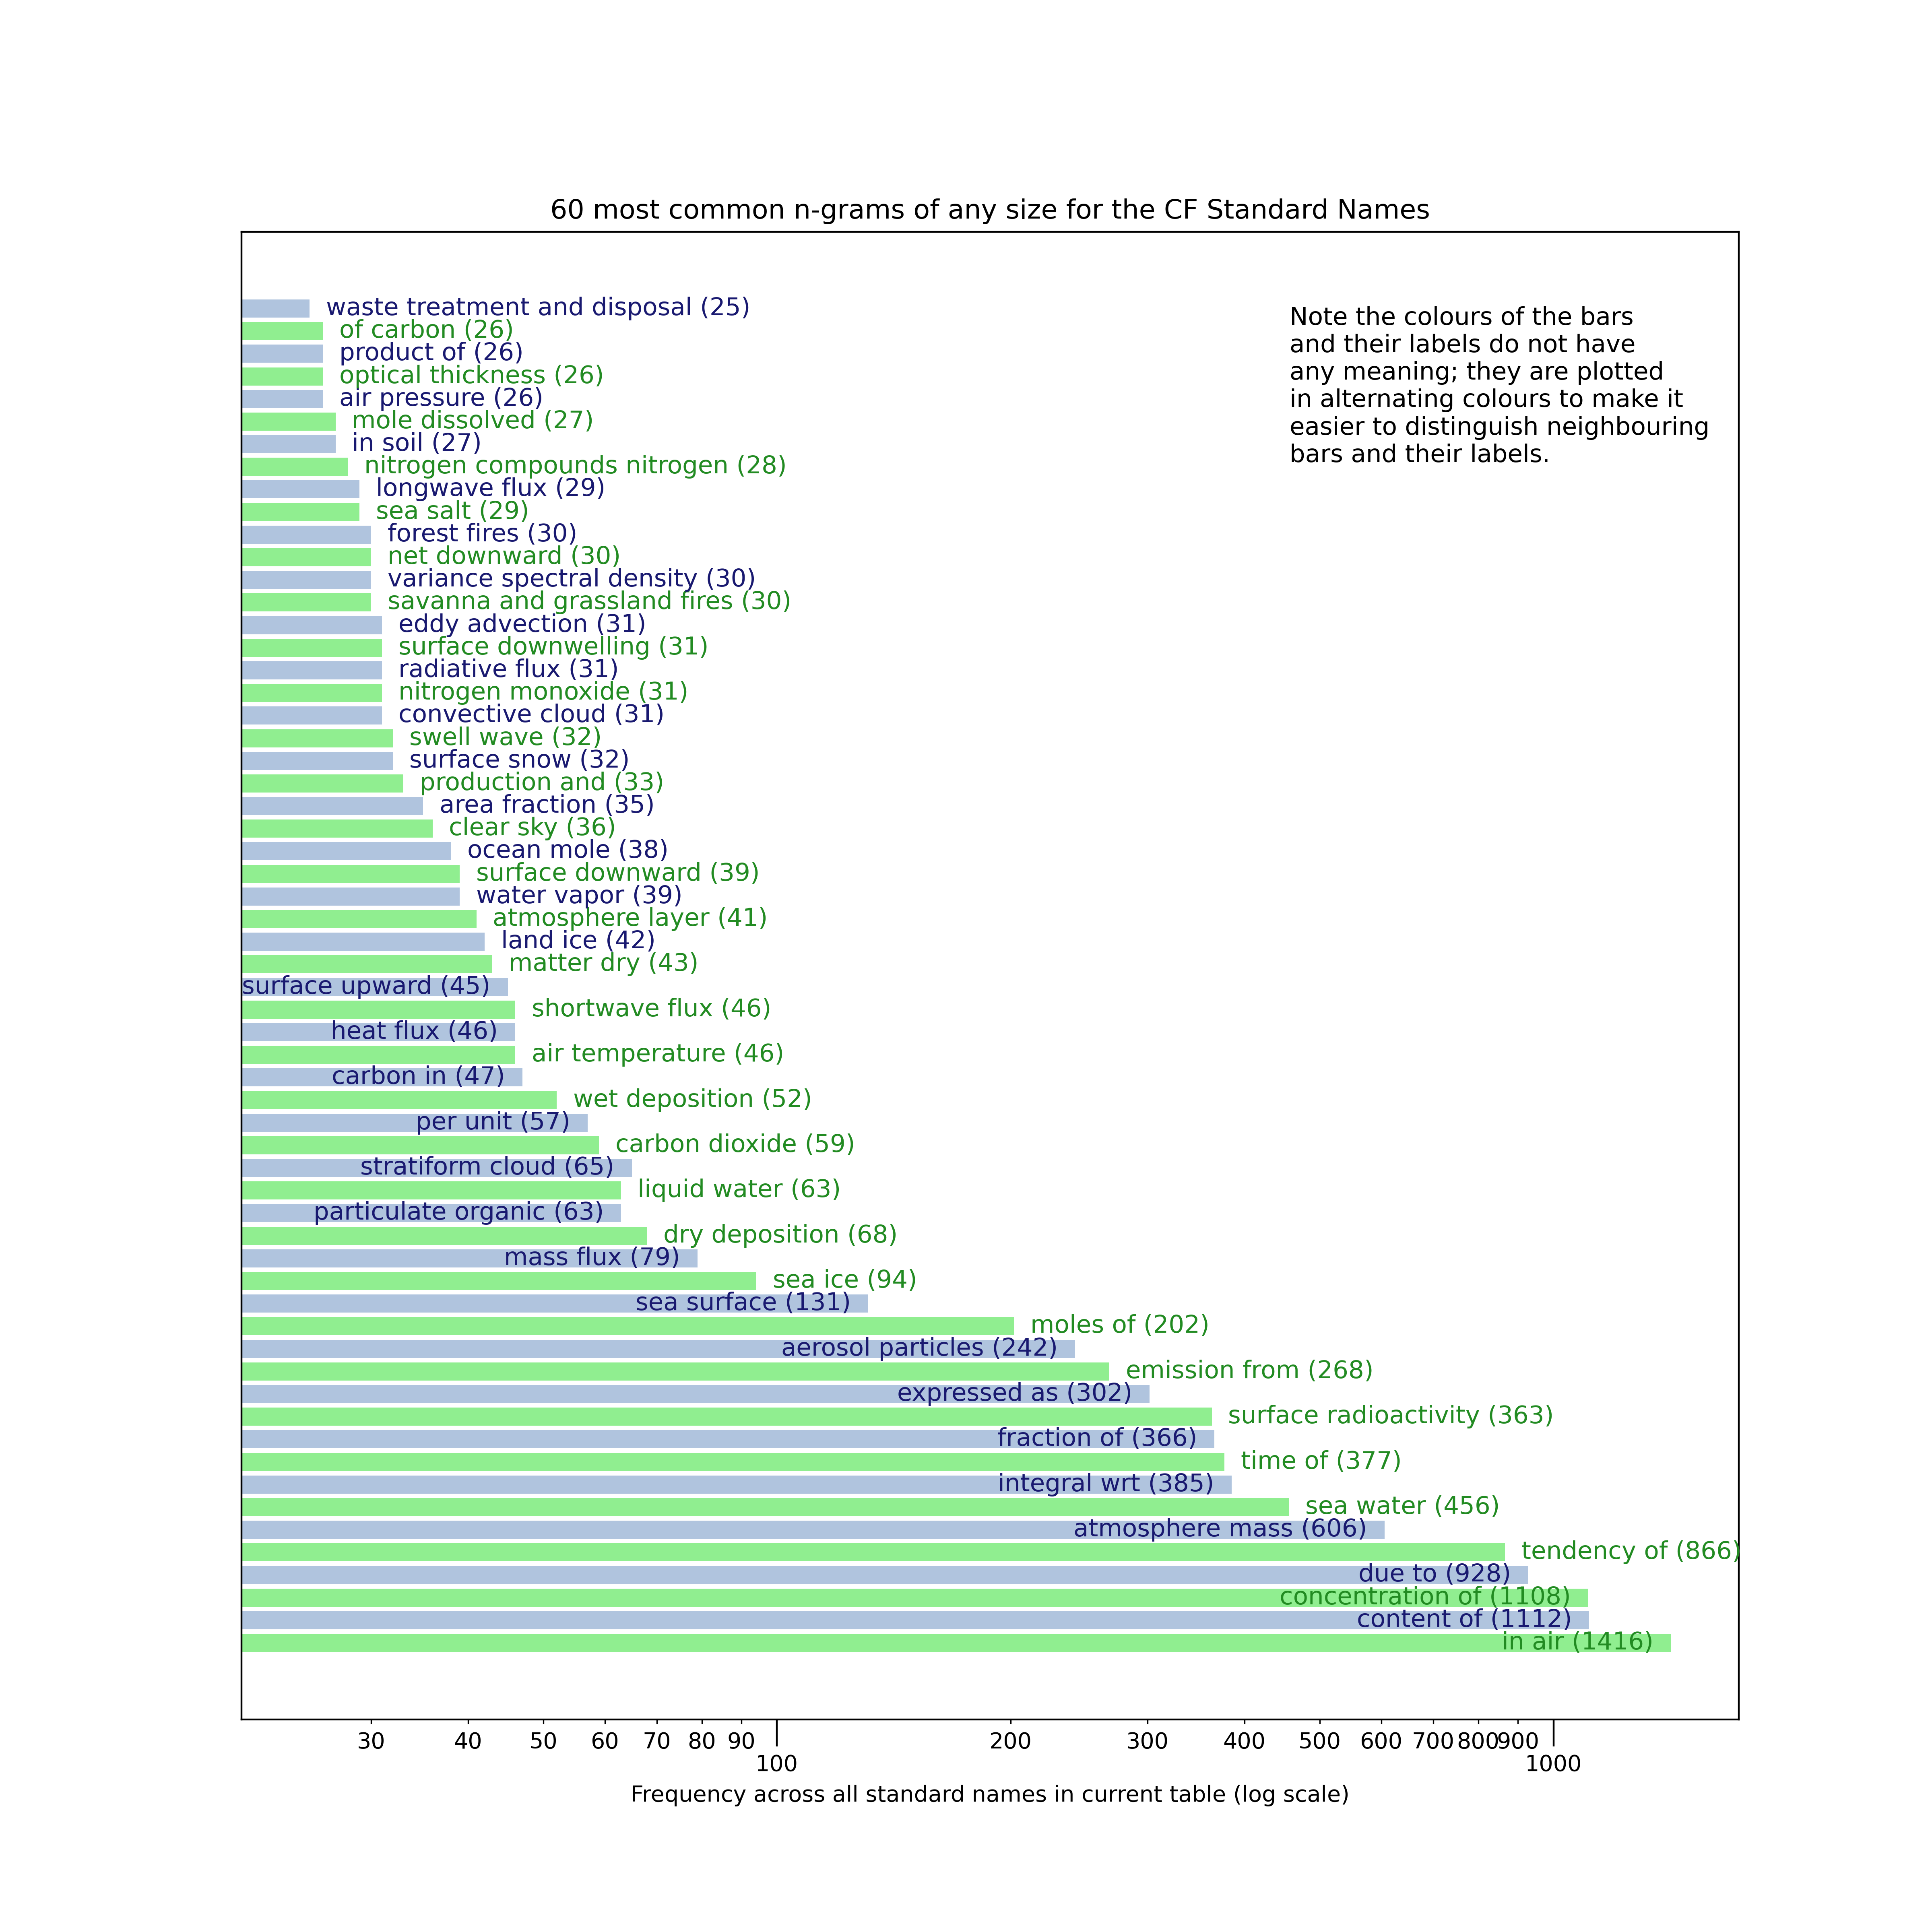 60 most common n-grams of any size for the CF Standard Names
Note the colours of the bars
and their labels do not have
any meaning; they are plotted
in alternating colours to make it
easier to distinguish neighbouring
bars and their labels.
waste treatment and disposal (25)
of carbon (26)
product of (26)
optical thickness (26)
air pressure (26)
mole dissolved (27)
in soil (27)
nitrogen compounds nitrogen (28)
longwave flux (29)
sea salt (29)
forest fires (30)
net downward (30)
variance spectral density (30)
savanna and grassland fires (30)
eddy advection (31)
surface downwelling (31)
radiative flux (31)
nitrogen monoxide (31)
convective cloud (31)
swell wave (32)
surface snow (32)
production and (33)
area fraction (35)
clear sky (36)
ocean mole (38)
surface downward (39)
water vapor (39)
atmosphere layer (41)
land ice (42)
matter dry (43)
surface upward (45)
shortwave flux (46)
heat flux (46)
air temperature (46)
carbon in (47)
wet deposition (52)
per unit (57)
carbon dioxide (59)
stratiform cloud (65)
liquid water (63)
particulate organic (63)
dry deposition (68)
mass flux (79)
sea ice (94)
sea surface (131)
moles of (202)
aerosol particles (242)
emission from (268)
expressed as (302)
surface radioactivity (363)
fraction of (366)
time of (377)
integral wrt (385)
sea water (456)
atmosphere mass (606)
tendency of (866)
due to (928)
concentration of (1108)
content of (1112)
in air (1416)
30 40 50 60 70 80 90 200 300 400 500 600 700 800 900
100 1000
Frequency across all standard names in current table (log scale)